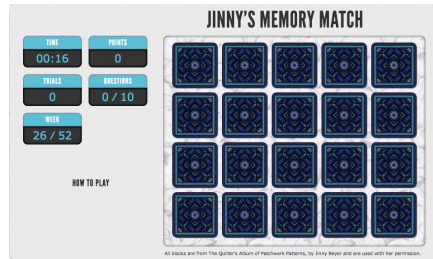 JINNY'S MEMORY MATCH
TIME
00:16
POINTS
0
TRIALS
0
QUESTIONS
0 / 10
WEEK
26 / 52
HOW TO PLAY
All blocks are from The Quilter's Album of Patchwork Patterns, by Jinny Beyer and are used with her permission.